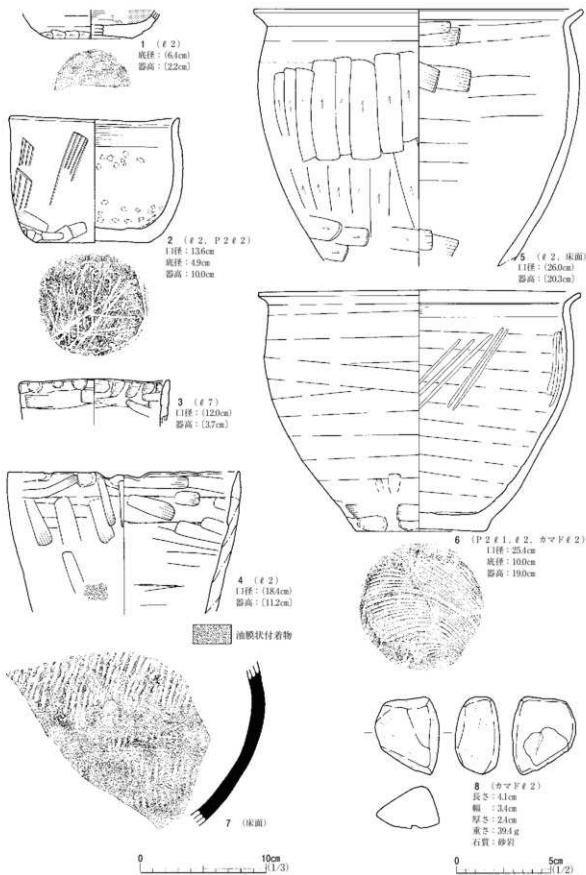 1 (ℓ2)
底径：(6.4cm)
器高：[2.2cm]
2 (ℓ2，P2ℓ2)
口径：13.6cm
底径：4.9cm
器高：10.0cm
3 (ℓ7)
口径：(12.0cm)
器高：[3.7cm]
4 (ℓ2)
口径：(18.4cm)
器高：[11.2cm]
油膜状付着物
5 (ℓ2，床面)
口径：(26.0cm)
器高：[20.3cm]
6 (P2ℓ1，ℓ2，カマドℓ2)
口径：25.4cm
底径：10.0cm
器高：19.0cm
7 (床面)
8 (カマドℓ2)
長さ：4.1cm
幅：3.4cm
厚さ：2.4cm
重さ：39.4g
石質：砂岩
0 10cm
(1/3)
0 5cm
(1/2)